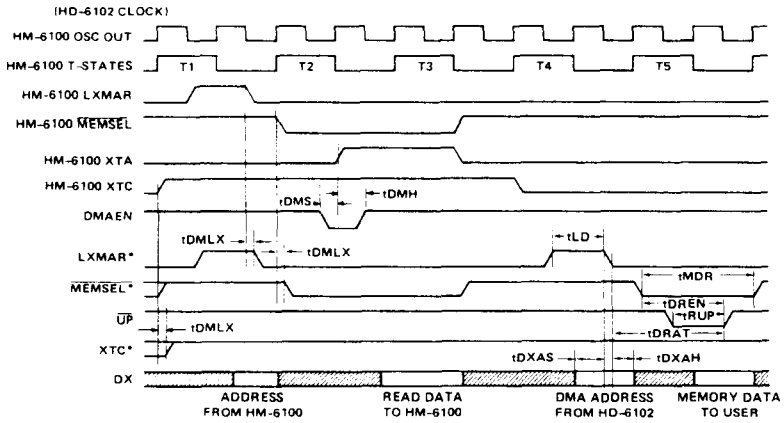 (HD-6102 CLOCK)
HM-6100 OSC OUT
HM-6100 T-STATES T1 T2 T3 T4 T5
HM-6100 LXMAR
HM-6100 MEMSEL
HM-6100 XTA
HM-6100 XTC
tDMS tDMH
DMAEN
tDMLX tDMLX tLD
LXMAR*
tMDR
MEMSEL*
tDREN
tRUP
UP
tDMLX tDRAT
XTC*
tDXAS tDXAH
DX
ADDRESS FROM HM-6100
READ DATA TO HM-6100
DMA ADDRESS FROM HD-6102
MEMORY DATA TO USER